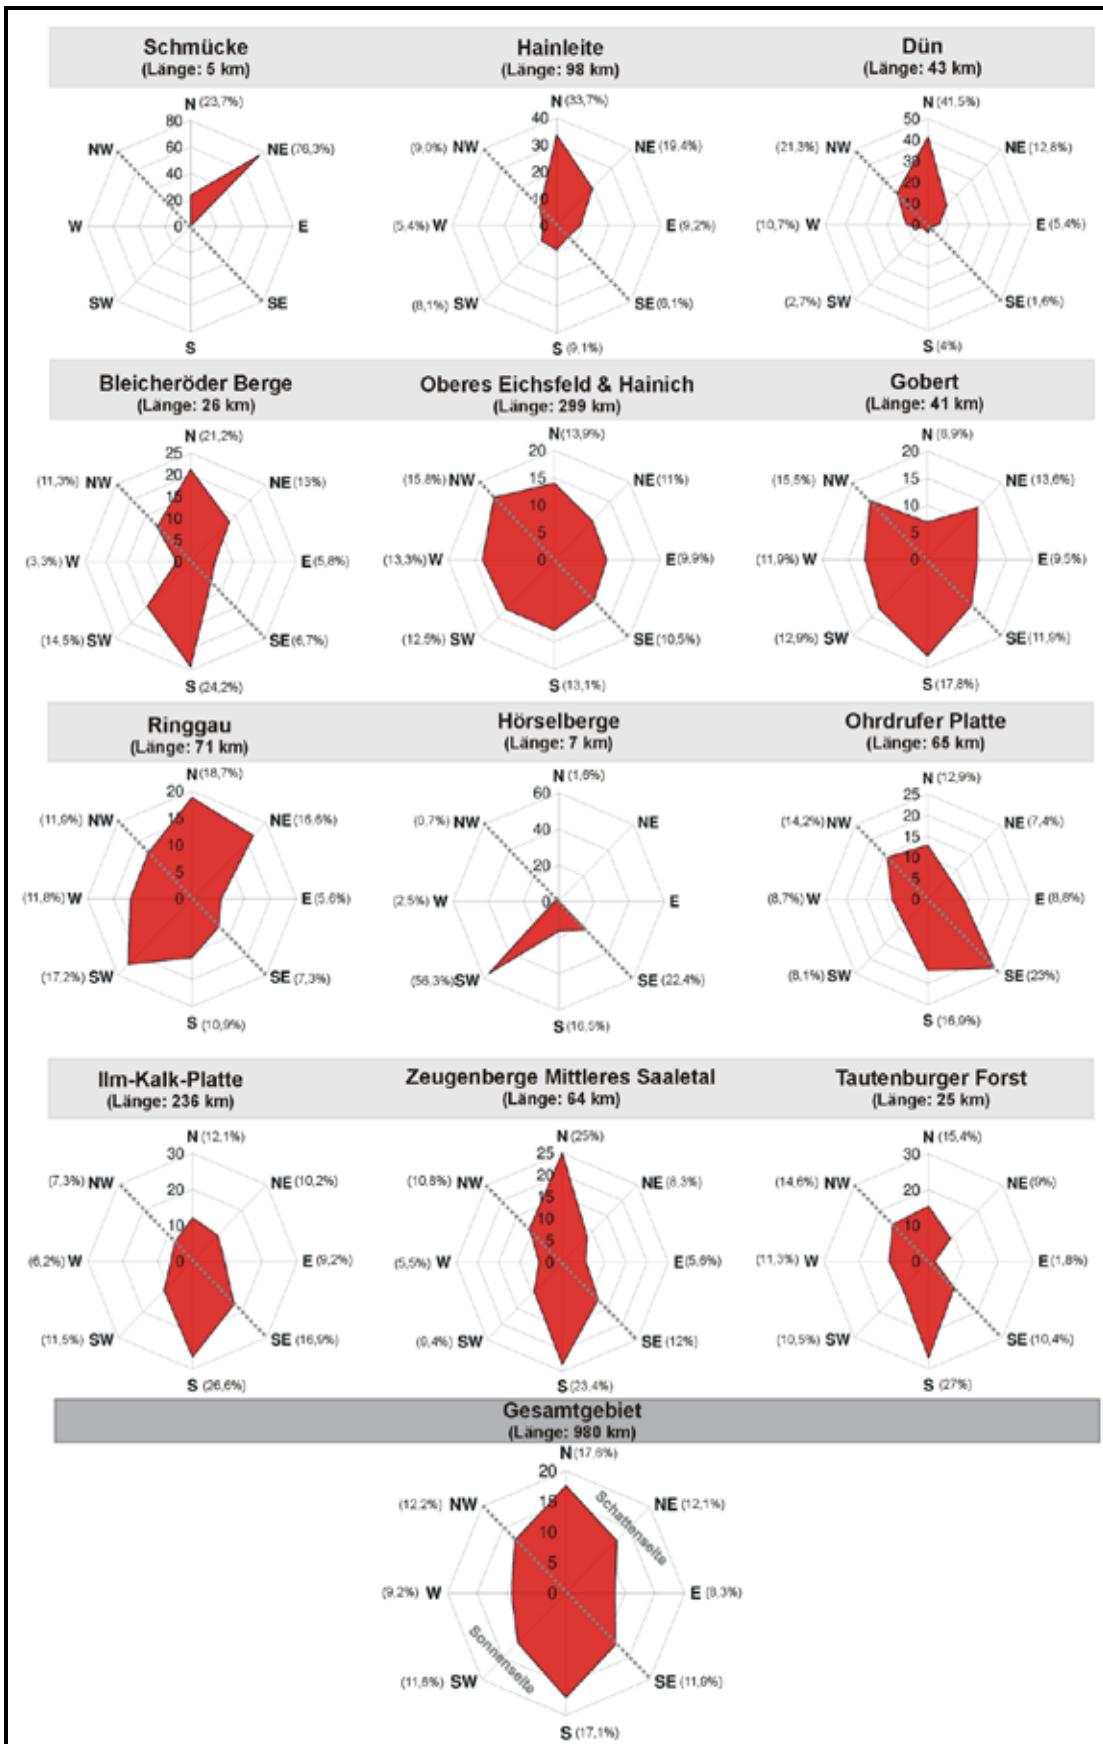 Schmücke
(Länge: 5 km)
N (23,7%)
80
60
40
20
0
NW
NE (76,3%)
W
E
SW
SE
S
Hainleite
(Länge: 98 km)
N (33,7%)
40
30
20
10
0
(9,0%) NW
NE (19,4%)
(5,4%) W
E (9,2%)
(8,1%) SW
SE (6,1%)
S (9,1%)
Dün
(Länge: 43 km)
N (41,5%)
50
40
30
20
10
0
(21,3%) NW
NE (12,8%)
(10,7%) W
E (5,4%)
(2,7%) SW
SE (1,6%)
S (4%)
Bleicheröder Berge
(Länge: 26 km)
N (21,2%)
25
20
15
10
5
0
(11,3%) NW
NE (13%)
(3,3%) W
E (5,8%)
(14,5%) SW
SE (6,7%)
S (24,2%)
Oberes Eichsfeld & Hainich
(Länge: 299 km)
N (13,9%)
20
15
10
5
0
(15,8%) NW
NE (11%)
(13,3%) W
E (9,9%)
(12,5%) SW
SE (10,5%)
S (13,1%)
Gobert
(Länge: 41 km)
N (6,9%)
20
15
10
5
0
(15,5%) NW
NE (13,6%)
(11,9%) W
E (9,5%)
(12,9%) SW
SE (11,9%)
S (17,8%)
Ringgau
(Länge: 71 km)
N (18,7%)
20
15
10
5
0
(11,9%) NW
NE (16,6%)
(11,8%) W
E (5,6%)
(17,2%) SW
SE (7,3%)
S (10,9%)
Hörselberge
(Länge: 7 km)
N (1,6%)
60
40
20
0
(0,7%) NW
NE
(2,5%) W
E
(56,3%) SW
SE (22,4%)
S (16,5%)
Ohrdrufer Platte
(Länge: 65 km)
N (12,9%)
25
20
15
10
5
0
(14,2%) NW
NE (7,4%)
(8,7%) W
E (8,8%)
(8,1%) SW
SE (23%)
S (16,9%)
Ilm-Kalk-Platte
(Länge: 236 km)
N (12,1%)
30
20
10
0
(7,3%) NW
NE (10,2%)
(6,2%) W
E (9,2%)
(11,5%) SW
SE (16,9%)
S (26,6%)
Zeugenberge Mittleres Saaletal
(Länge: 64 km)
N (25%)
25
20
15
10
5
0
(10,8%) NW
NE (8,3%)
(5,5%) W
E (5,6%)
(9,4%) SW
SE (12%)
S (23,4%)
Tautenburger Forst
(Länge: 25 km)
N (15,4%)
30
20
10
0
(14,6%) NW
NE (9%)
(11,3%) W
E (1,8%)
(10,5%) SW
SE (10,4%)
S (27%)
Gesamtgebiet
(Länge: 980 km)
N (17,6%)
20
15
10
5
0
(12,2%) NW
NE (12,1%)
Schattenseite
(9,2%) W
E (8,3%)
Sonnenseite
(11,6%) SW
SE (11,9%)
S (17,1%)